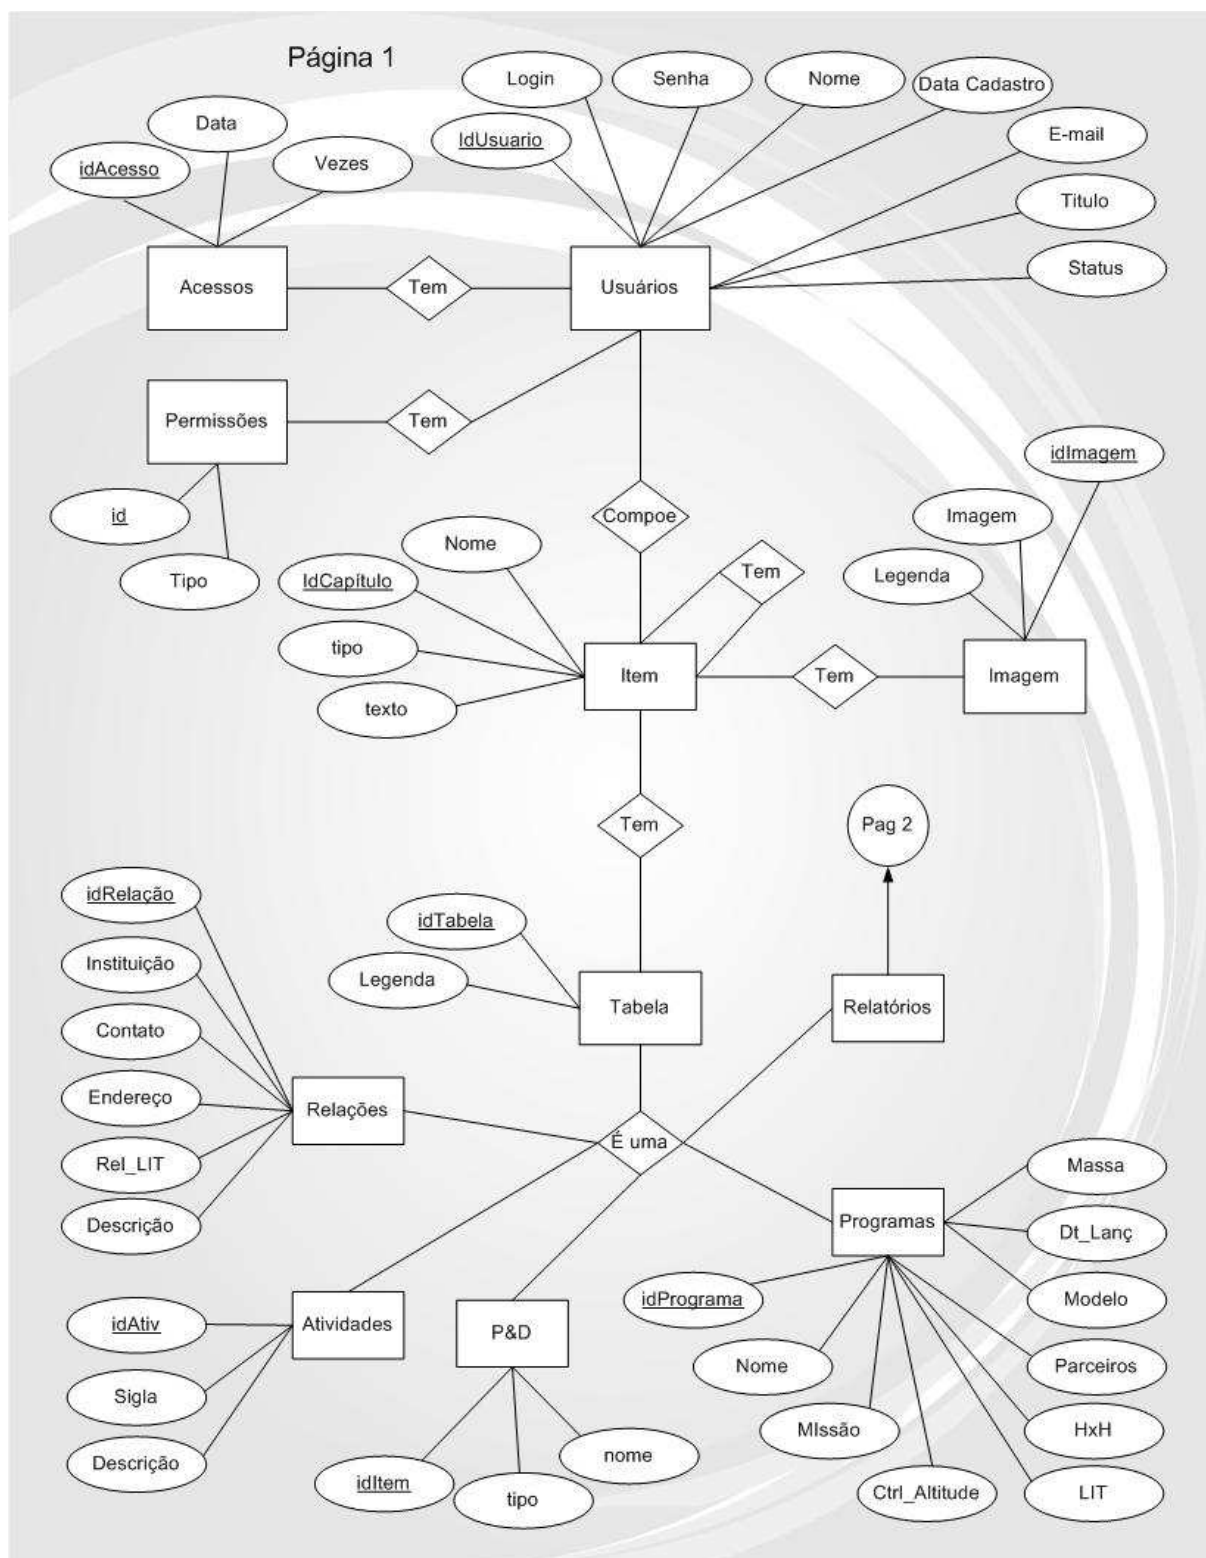 Página 1
Login
Senha
Nome
Data Cadastro
Data
IdUsuario
E-mail
idAcesso
Vezes
Titulo
Status
Acessos
Tem
Usuários
Permissões
Tem
idImagem
id
Compoe
Imagem
Nome
Tipo
IdCapítulo
Tem
Legenda
tipo
Item
Tem
Imagem
texto
Tem
Pag 2
idRelação
idTabela
Instituição
Legenda
Tabela
Relatórios
Contato
Endereço
Relações
É uma
Rel_LIT
Massa
Descrição
Programas
Dt_Lanç
idPrograma
Modelo
idAtiv
Atividades
P&D
Nome
Parceiros
Sigla
MIssão
HxH
Descrição
idItem
nome
tipo
Ctrl_Altitude
LIT